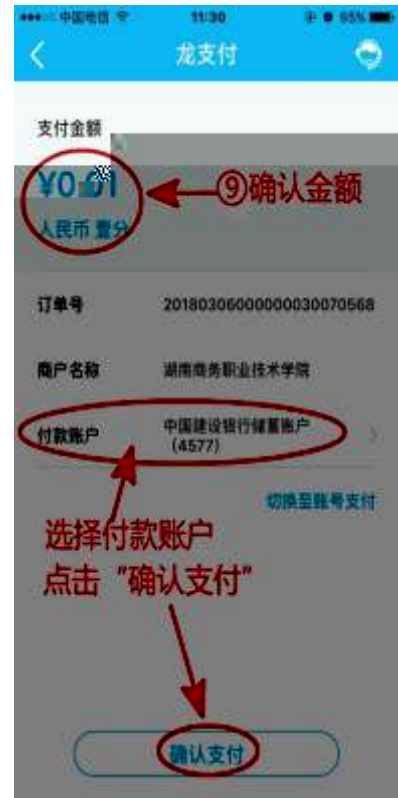 中国电信 11:30 95%
龙支付
支付金额
¥0.01
⑨确认金额
人民币 壹分
订单号 20180306000000030070568
商户名称 湖南商务职业技术学院
付款账户 中国建设银行储蓄账户
(4577)
切换至账号支付
选择付款账户
点击“确认支付”
确认支付